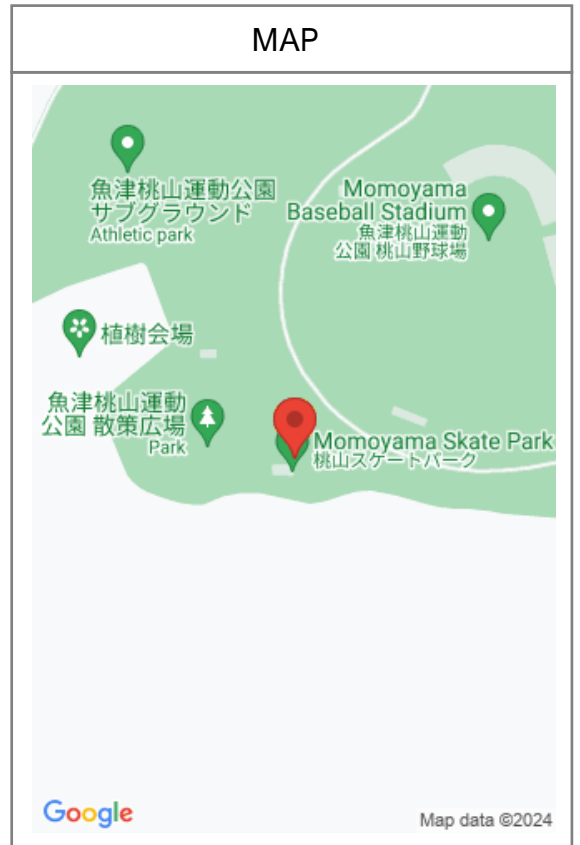 MAP
魚津桃山運動公園
サブグラウンド
Athletic park
Momoyama
Baseball Stadium
魚津桃山運動
公園 桃山野球場
植樹会場
魚津桃山運動
公園 散策広場
Park
Momoyama Skate Park
桃山スケートパーク
Google
Map data ©2024